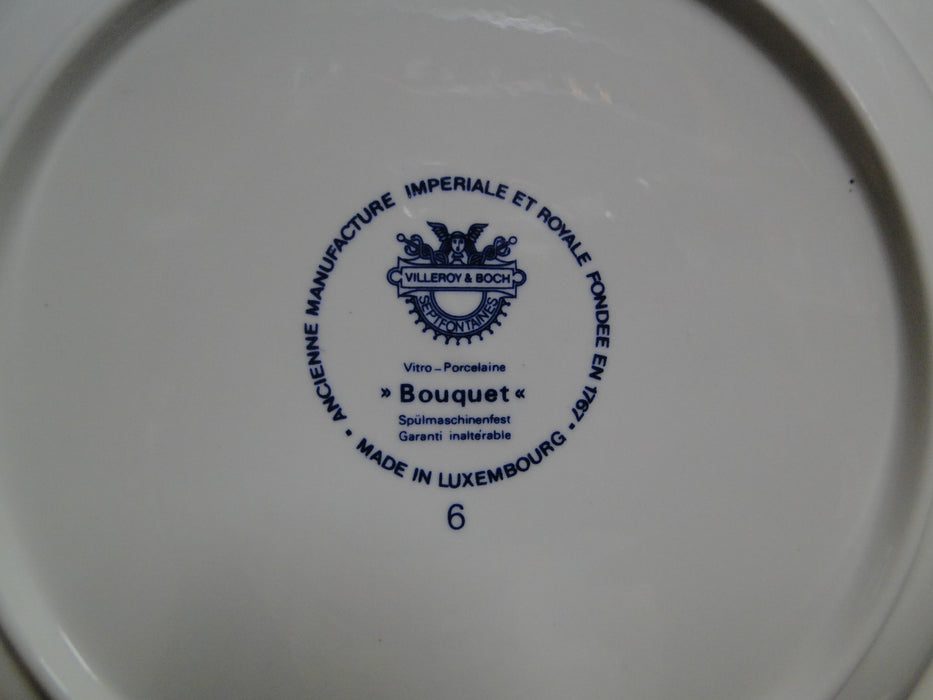 ANCIENNE MANUFACTURE IMPERIALE ET ROYALE FONDEE EN 1767 • MADE IN LUXEMBOURG •
VILLEROY & BOCH
SEPTFONTAINES
Vitro-Porcelaine
» Bouquet «
Spülmaschinenfest
Garanti inaltérable
6